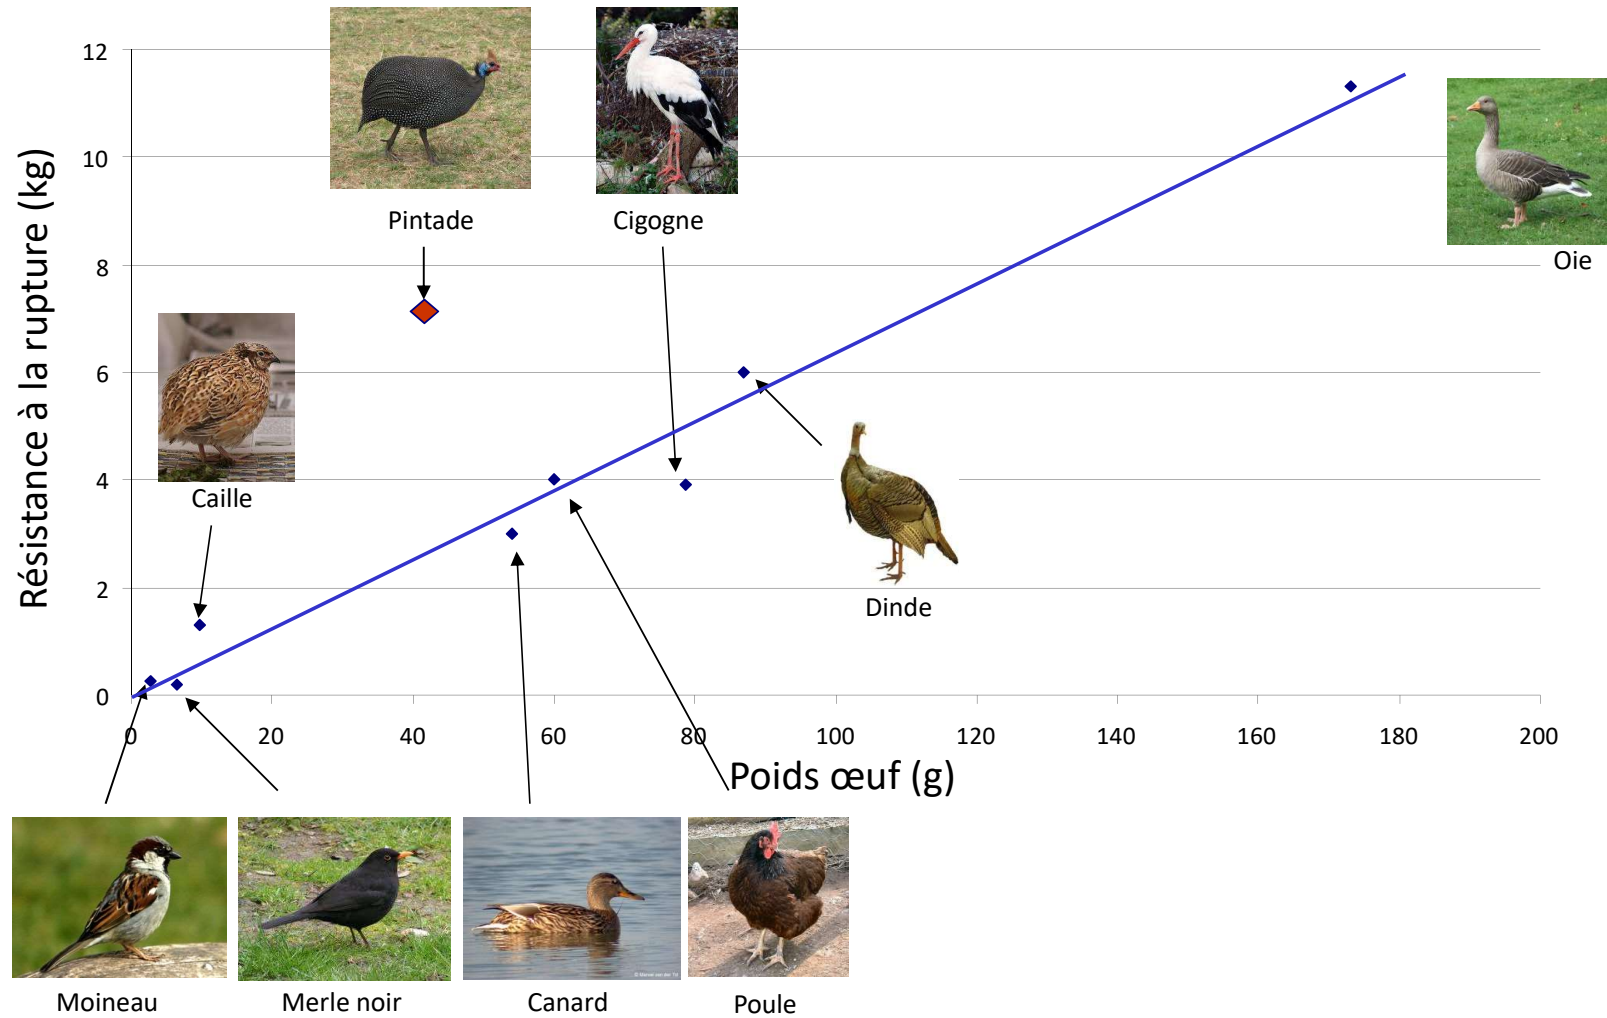 Pintade
Cigogne
Oie
Caille
Dinde
Résistance à la rupture (kg)
12
10
8
6
4
2
0
0 20 40 60 80 100 120 140 160 180 200
Poids œuf (g)
Moineau
Merle noir
Canard
Poule